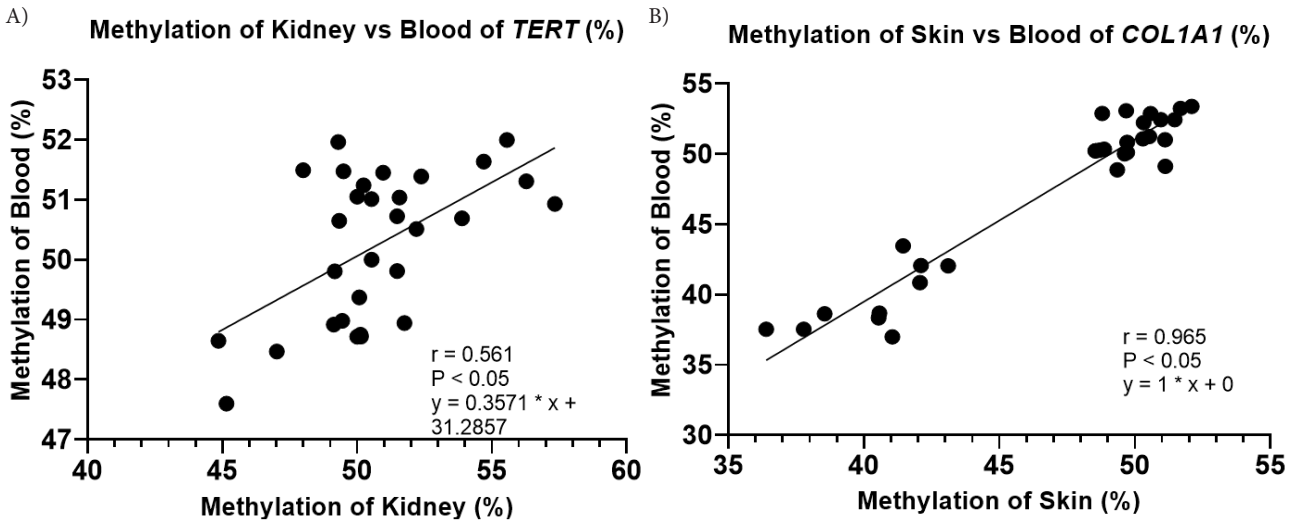 A)
Methylation of Kidney vs Blood of TERT (%)
Methylation of Blood (%)
53
52
51
50
49
48
47
40
45
50
55
60
r = 0.561
P < 0.05
y = 0.3571 * x +
31.2857
Methylation of Kidney (%)
B)
Methylation of Skin vs Blood of COL1A1 (%)
Methylation of Blood (%)
55
50
45
40
35
30
35
40
45
50
55
r = 0.965
P < 0.05
y = 1 * x + 0
Methylation of Skin (%)